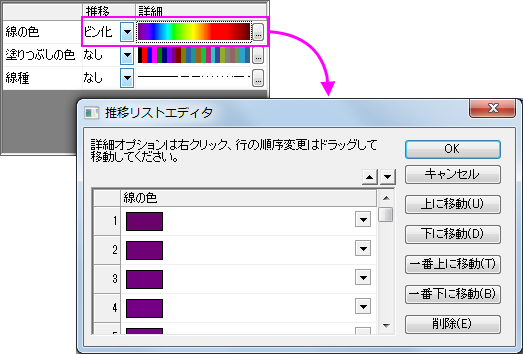 推移 詳細
線の色 ビン化 ...
塗りつぶしの色 なし ...
線種 なし ...
推移リストエディタ
詳細オプションは右クリック、行の順序変更はドラッグして
移動してください。
OK
キャンセル
線の色
上に移動(U)
1
下に移動(D)
2
一番上に移動(T)
3
一番下に移動(B)
4
削除(E)
5